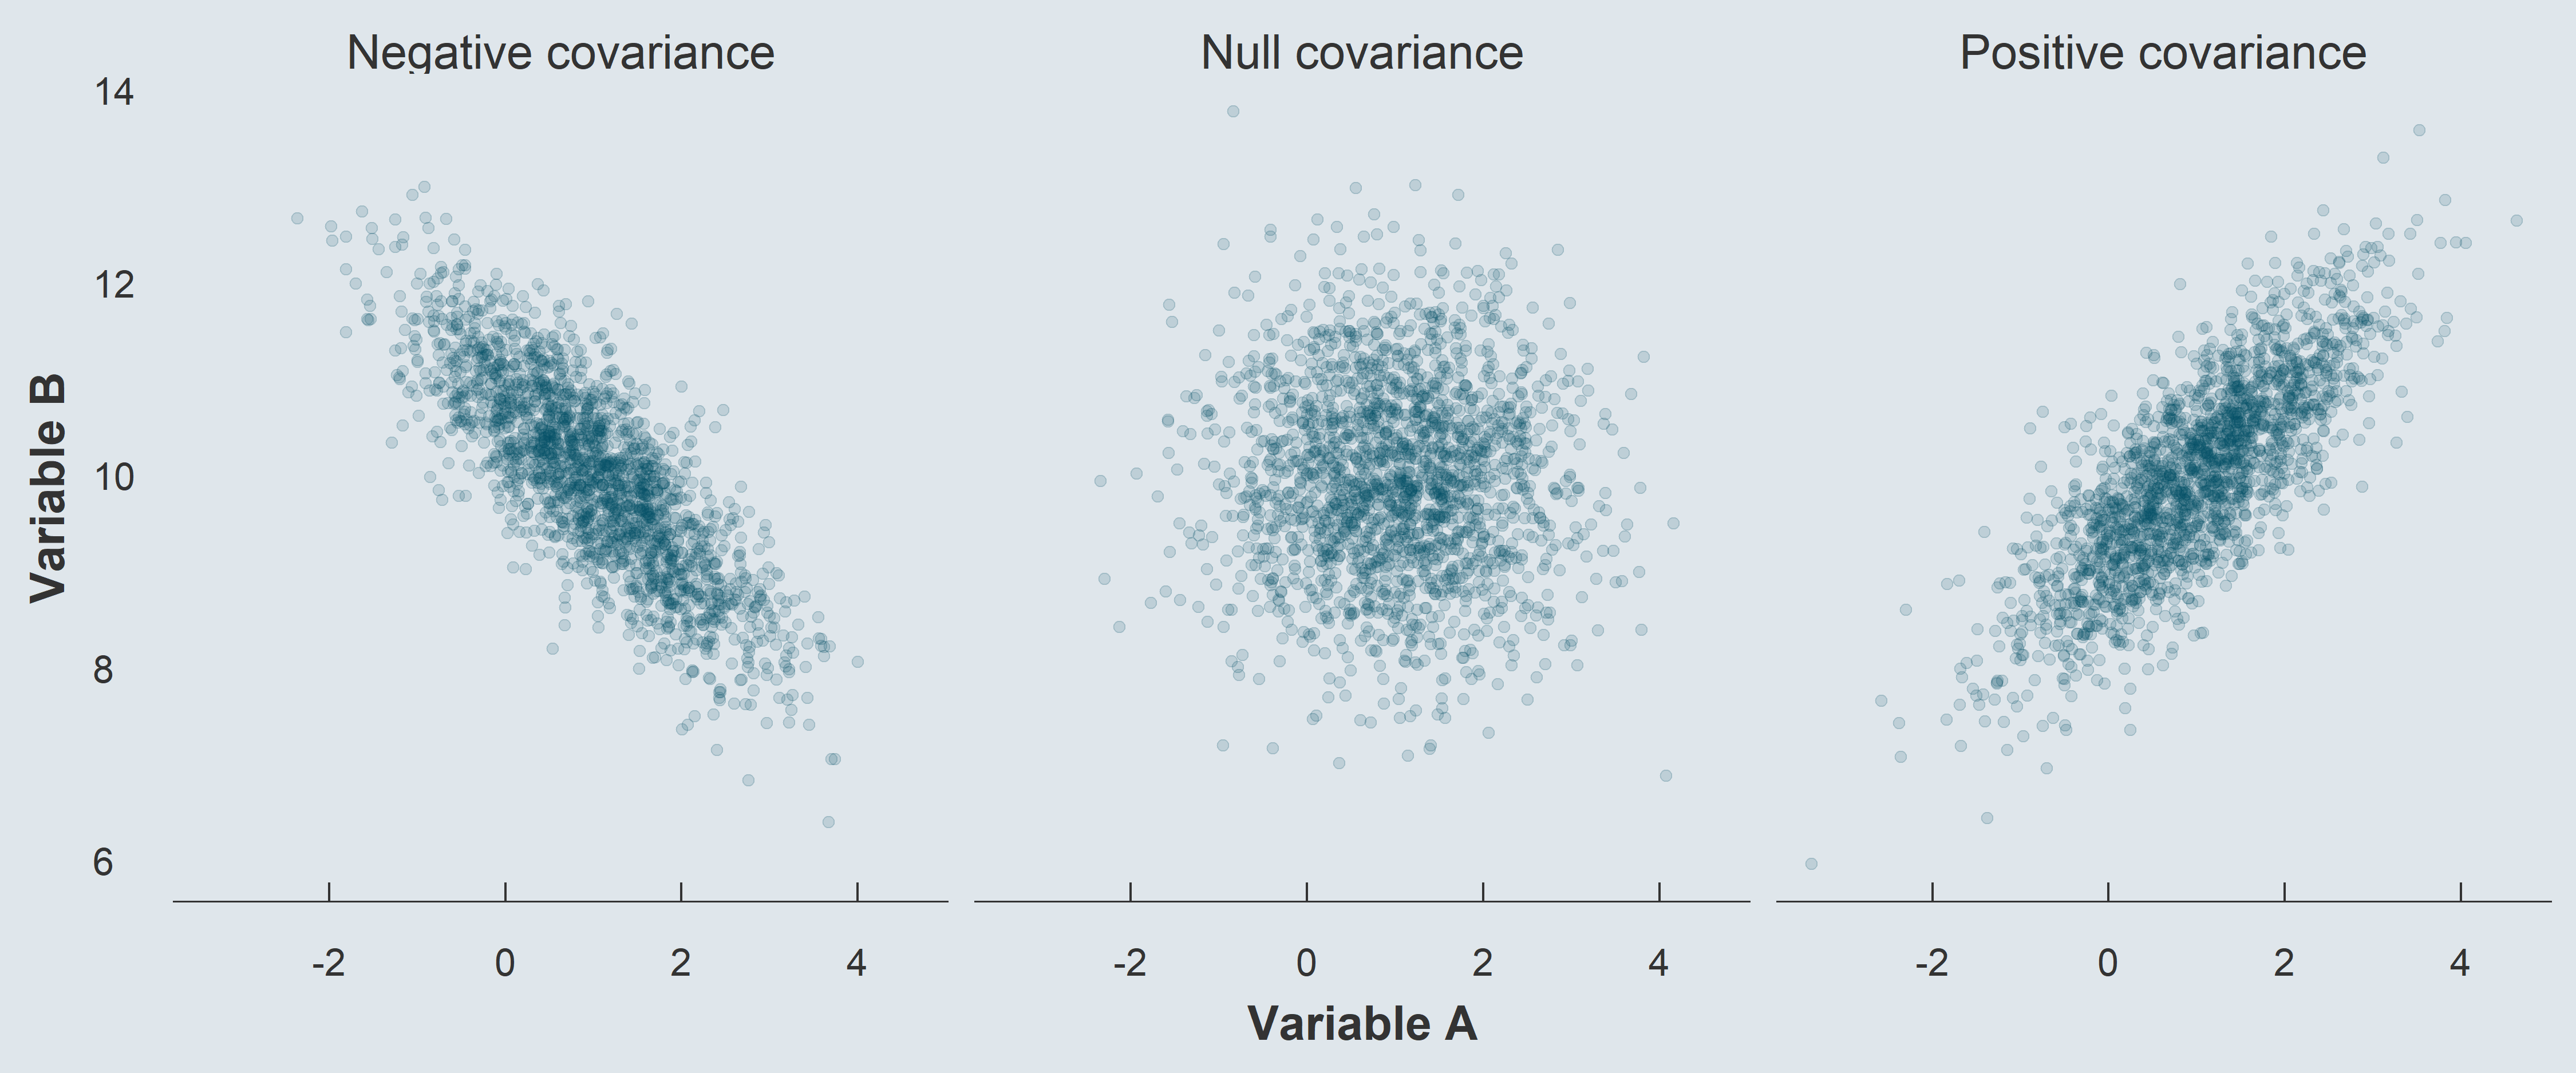 Negative covariance
Null covariance
Positive covariance
14
12
10
8
6
Variable B
-2 0 2 4
-2 0 2 4
-2 0 2 4
Variable A